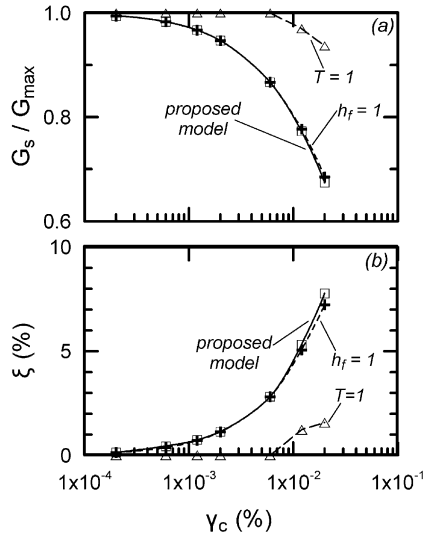 1.0
(a)
T = 1
0.8
proposed
model
h_f = 1
0.6
G_s / G_max
10
(b)
proposed
model
5
h_f = 1
T=1
0
ξ (%)
1x10⁻⁴ 1x10⁻³ 1x10⁻² 1x10⁻¹
γ_c (%)